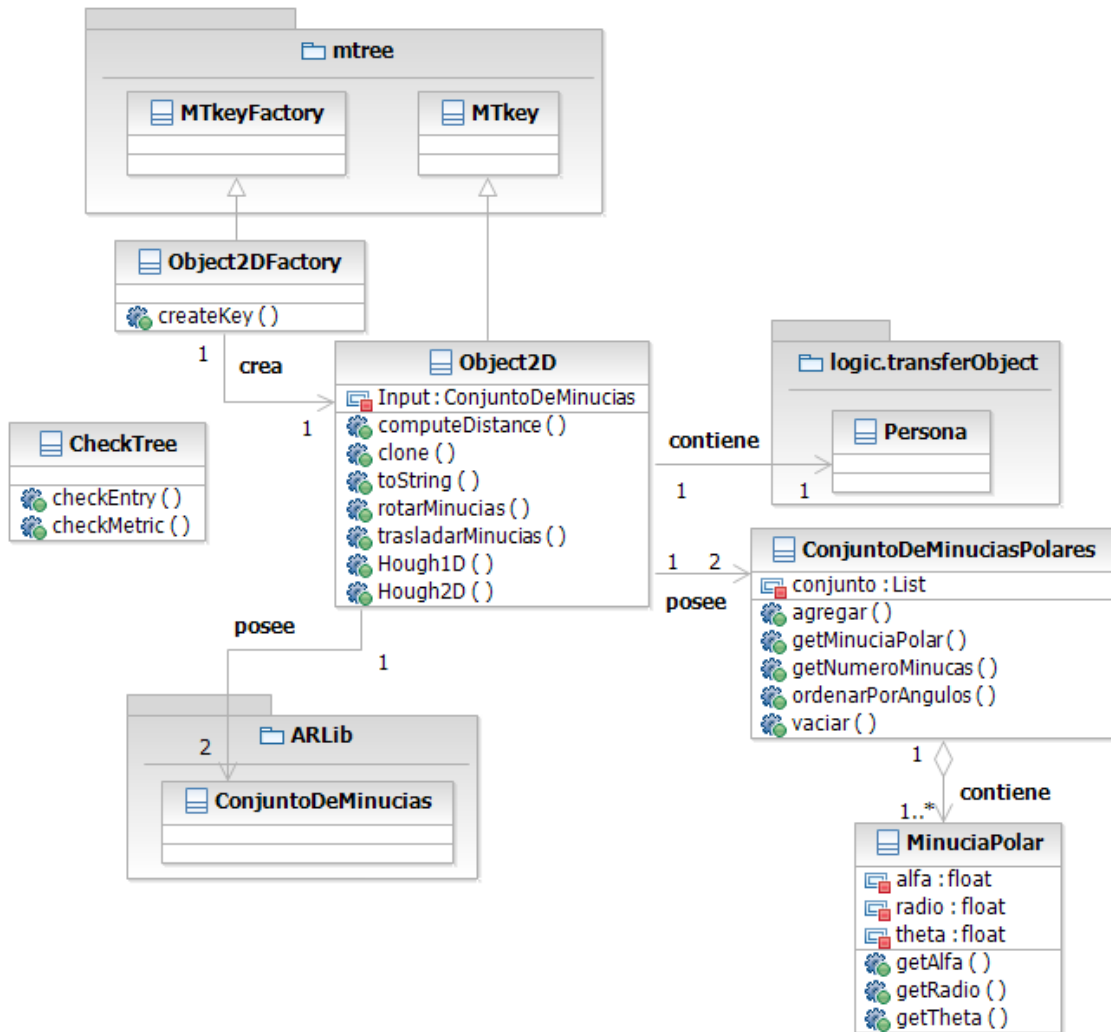 mtree
MTkeyFactory
MTkey
Object2DFactory
createKey ( )
1
crea
1
Object2D
Input : ConjuntoDeMinucias
computeDistance ( )
clone ( )
toString ( )
rotarMinucias ( )
trasladarMinucias ( )
Hough1D ( )
Hough2D ( )
logic.transferObject
Persona
contiene
1
1
CheckTree
checkEntry ( )
checkMetric ( )
1
2
posee
ConjuntoDeMinuciasPolares
conjunto : List
agregar ( )
getMinuciaPolar ( )
getNumeroMinucas ( )
ordenarPorAngulos ( )
vaciar ( )
posee
1
2
ARLib
ConjuntoDeMinucias
1
contiene
1..*
MinuciaPolar
alfa : float
radio : float
theta : float
getAlfa ( )
getRadio ( )
getTheta ( )